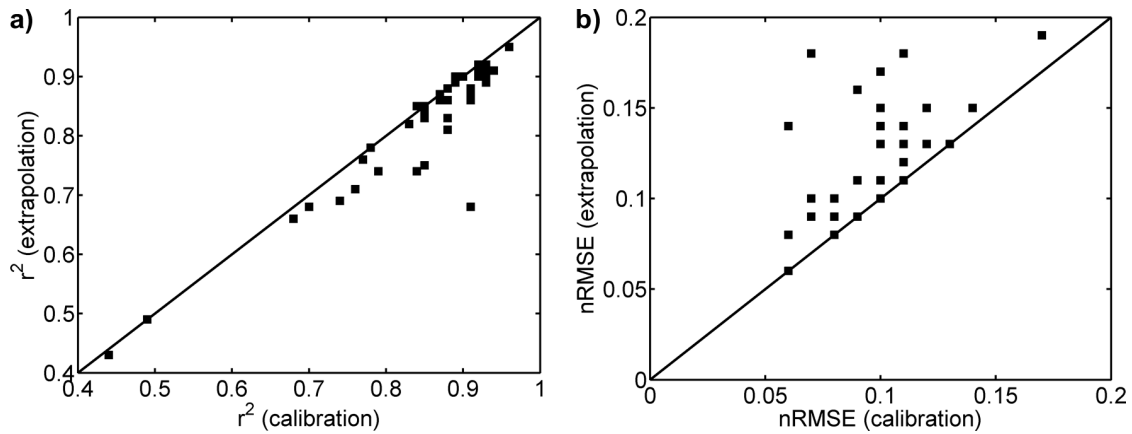 a)
1
0.9
0.8
0.7
0.6
0.5
0.4
r² (extrapolation)
0.4 0.5 0.6 0.7 0.8 0.9 1
r² (calibration)
b)
0.2
0.15
0.1
0.05
0
nRMSE (extrapolation)
0 0.05 0.1 0.15 0.2
nRMSE (calibration)